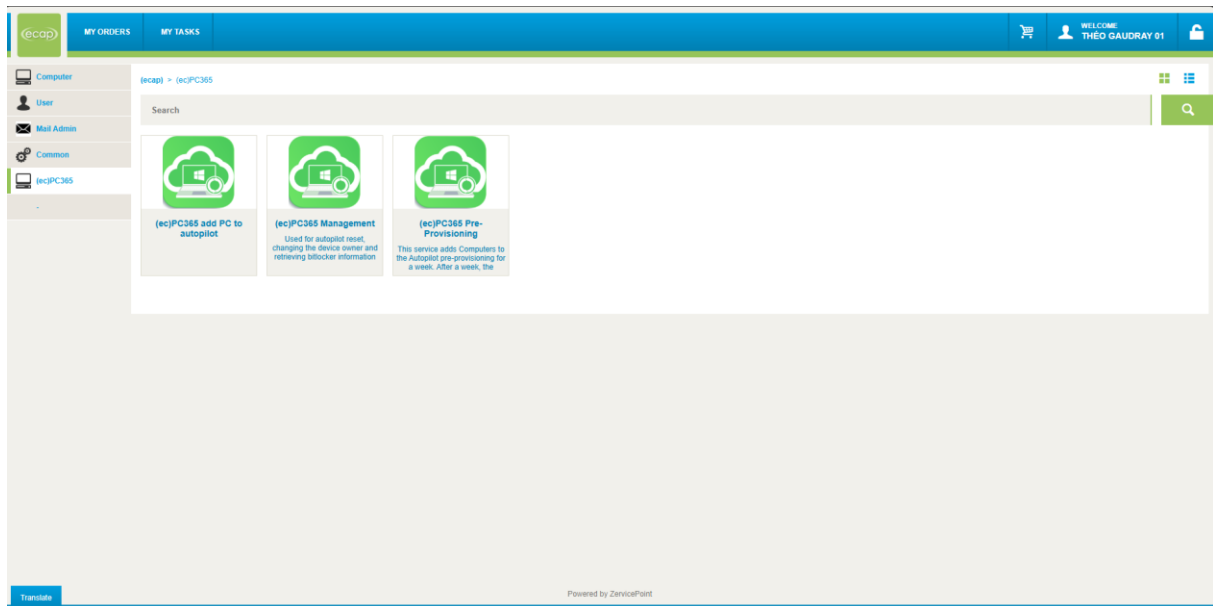 (ecap)
MY ORDERS
MY TASKS
WELCOME
THÉO GAUDRAY 01
Computer
User
Mail Admin
Common
(ec)PC365
-
(ecap) > (ec)PC365
Search
(ec)PC365 add PC to
autopilot
(ec)PC365 Management
Used for autopilot reset,
changing the device owner and
retrieving bitlocker information
(ec)PC365 Pre-
Provisioning
This service adds Computers to
the Autopilot pre-provisioning for
a week. After a week, the
Translate
Powered by ZervicePoint